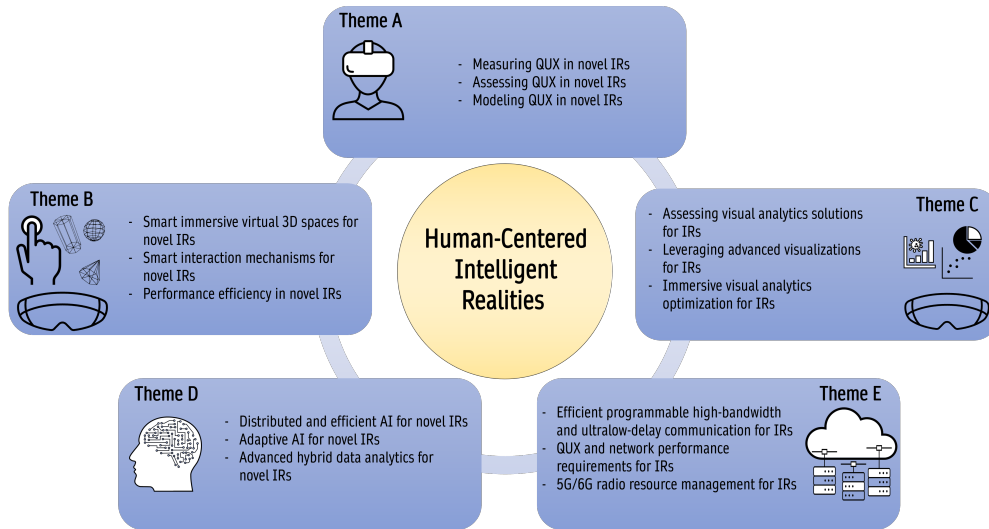 Theme A
- Measuring QUX in novel IRs
- Assessing QUX in novel IRs
- Modeling QUX in novel IRs
Theme B
- Smart immersive virtual 3D spaces for
novel IRs
- Smart interaction mechanisms for
novel IRs
- Performance efficiency in novel IRs
Human-Centered
Intelligent
Realities
Theme C
- Assessing visual analytics solutions
for IRs
- Leveraging advanced visualizations
for IRs
- Immersive visual analytics
optimization for IRs
A
Theme D
- Distributed and efficient AI for novel IRs
- Adaptive AI for novel IRs
- Advanced hybrid data analytics for
novel IRs
Theme E
- Efficient programmable high-bandwidth
and ultralow-delay communication for IRs
- QUX and network performance
requirements for IRs
- 5G/6G radio resource management for IRs